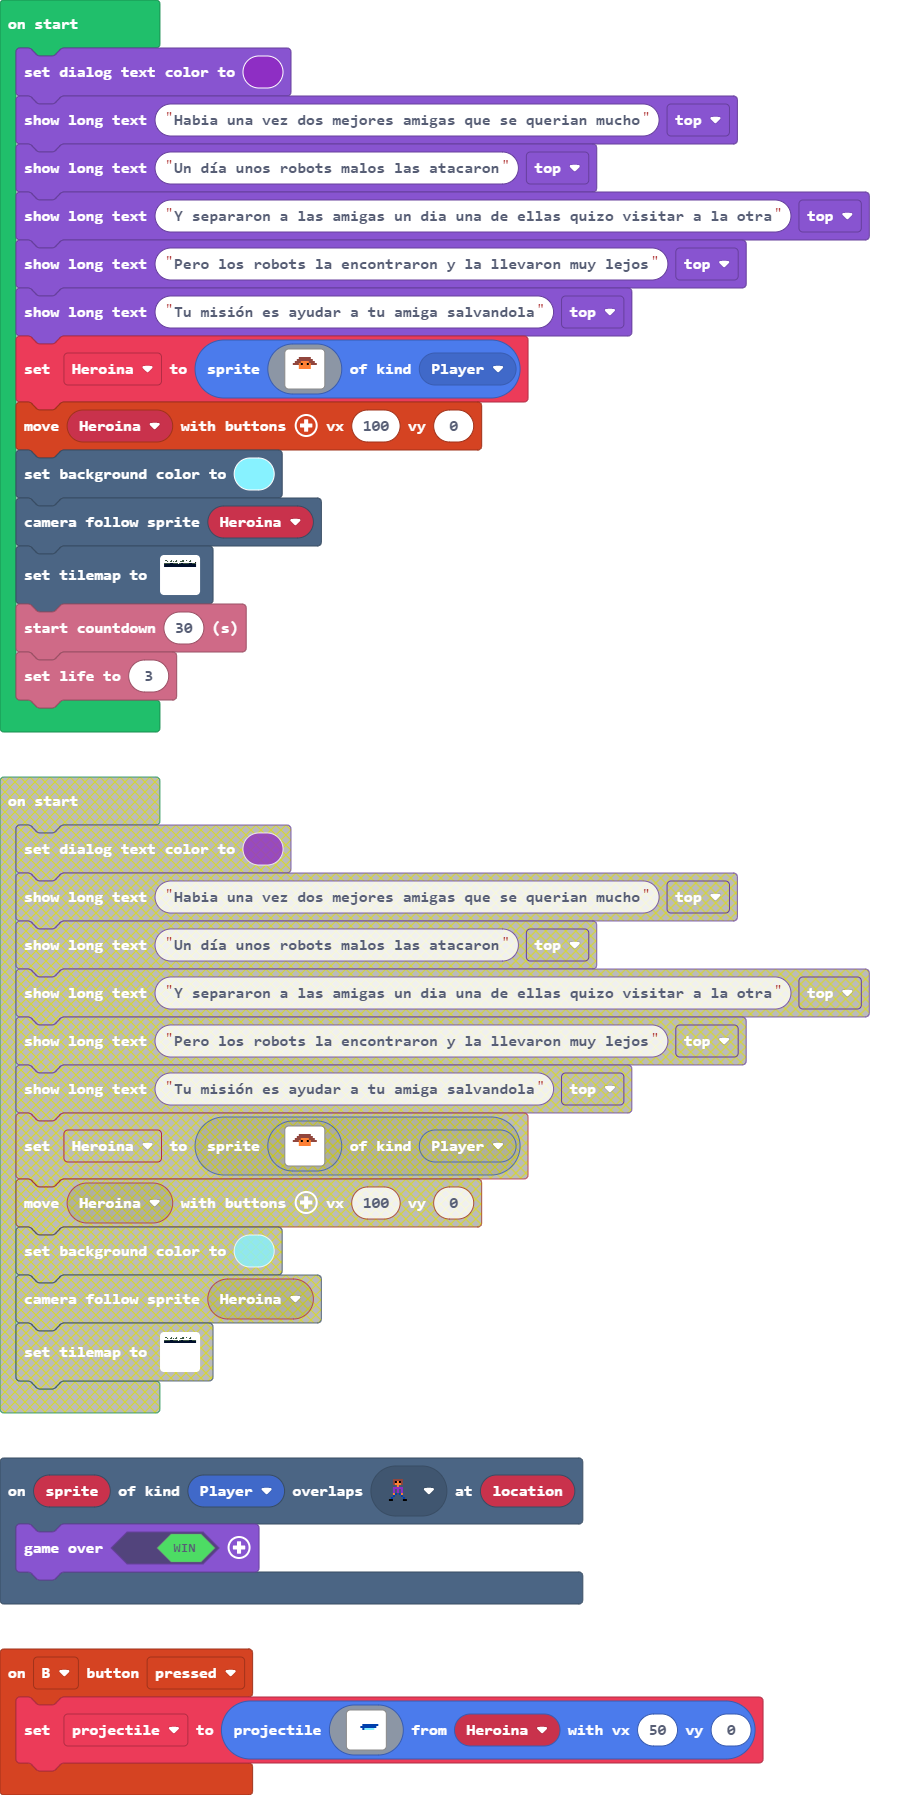 on start
set dialog text color to
show long text "Habia una vez dos mejores amigas que se querian mucho" top
show long text "Un día unos robots malos las atacaron" top
show long text "Y separaron a las amigas un dia una de ellas quizo visitar a la otra" top
show long text "Pero los robots la encontraron y la llevaron muy lejos" top
show long text "Tu misión es ayudar a tu amiga salvandola" top
set Heroina to sprite of kind Player
move Heroina with buttons vx 100 vy 0
set background color to
camera follow sprite Heroina
set tilemap to
start countdown 30 (s)
set life to 3
on start
set dialog text color to
show long text "Habia una vez dos mejores amigas que se querian mucho" top
show long text "Un día unos robots malos las atacaron" top
show long text "Y separaron a las amigas un dia una de ellas quizo visitar a la otra" top
show long text "Pero los robots la encontraron y la llevaron muy lejos" top
show long text "Tu misión es ayudar a tu amiga salvandola" top
set Heroina to sprite of kind Player
move Heroina with buttons vx 100 vy 0
set background color to
camera follow sprite Heroina
set tilemap to
on sprite of kind Player overlaps at location
game over WIN
on B button pressed
set projectile to projectile from Heroina with vx 50 vy 0